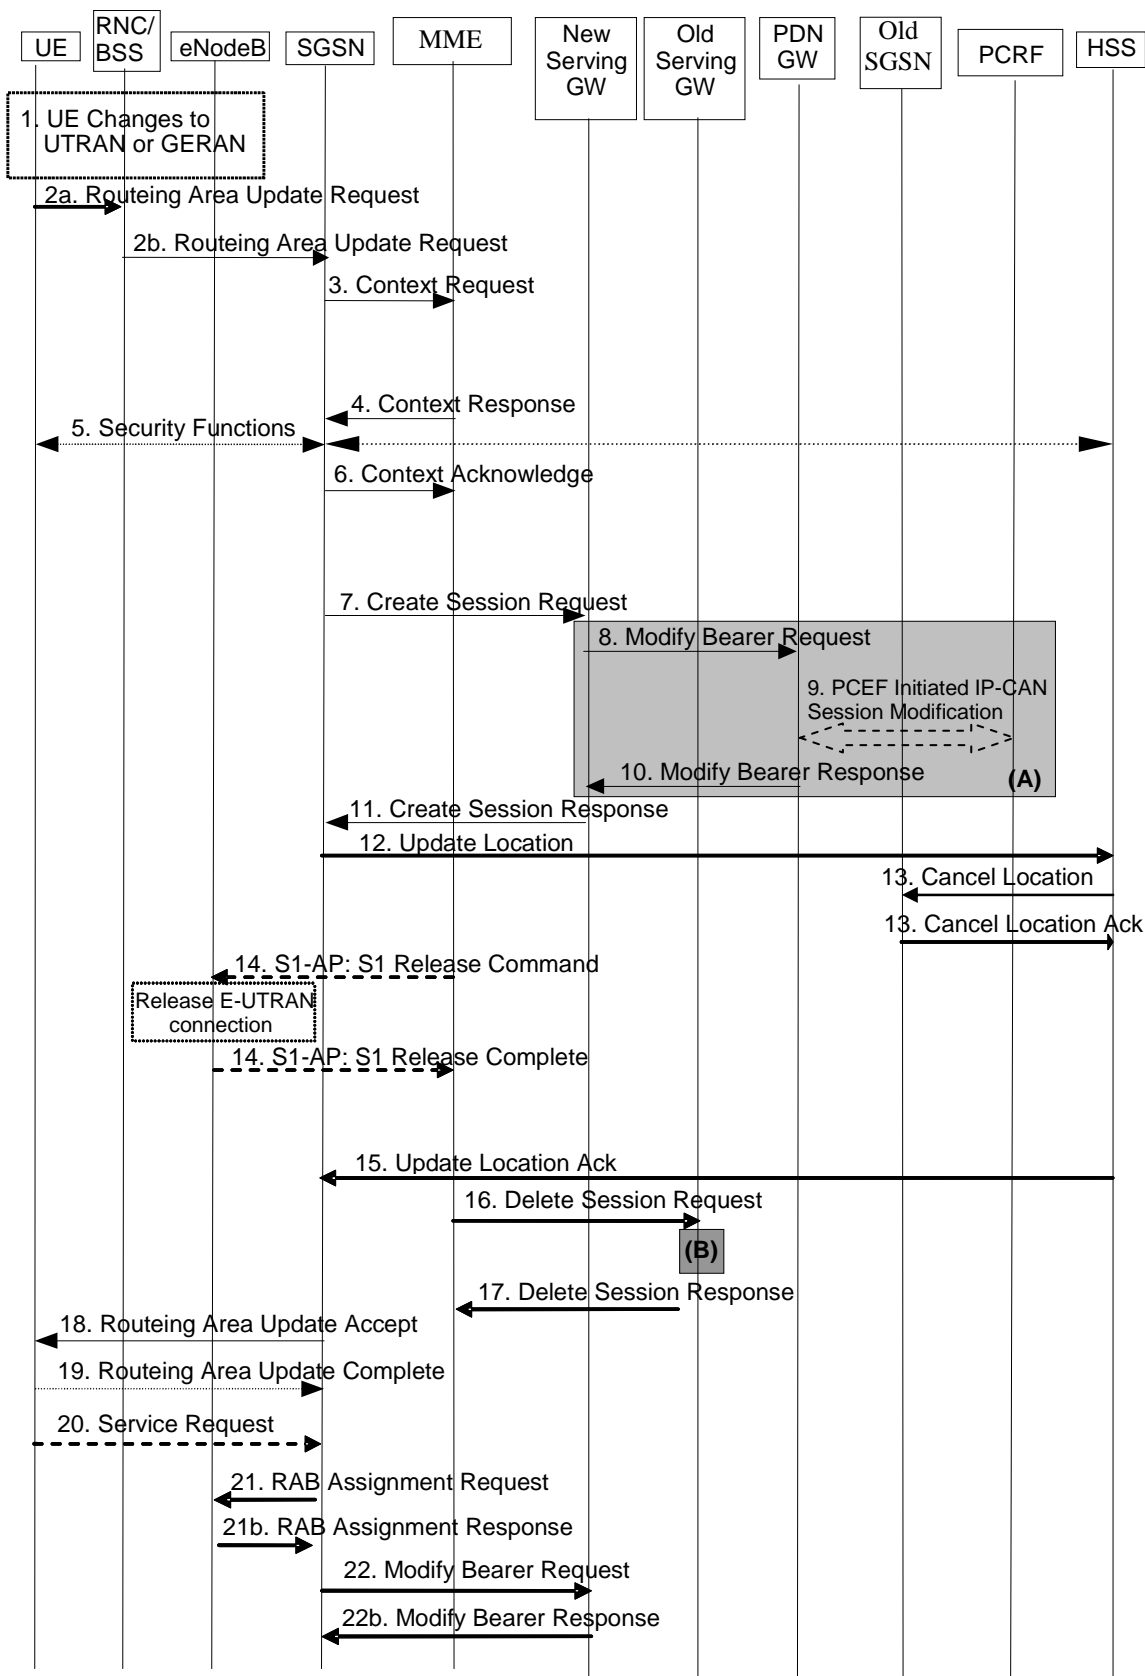 UE
RNC/
BSS
eNodeB
SGSN
MME
New
Serving
GW
Old
Serving
GW
PDN
GW
Old
SGSN
PCRF
HSS
1. UE Changes to
UTRAN or GERAN
2a. Routeing Area Update Request
2b. Routeing Area Update Request
3. Context Request
4. Context Response
5. Security Functions
6. Context Acknowledge
7. Create Session Request
8. Modify Bearer Request
9. PCEF Initiated IP-CAN
Session Modification
10. Modify Bearer Response
(A)
11. Create Session Response
12. Update Location
13. Cancel Location
13. Cancel Location Ack
14. S1-AP: S1 Release Command
Release E-UTRAN
connection
14. S1-AP: S1 Release Complete
15. Update Location Ack
16. Delete Session Request
(B)
17. Delete Session Response
18. Routeing Area Update Accept
19. Routeing Area Update Complete
20. Service Request
21. RAB Assignment Request
21b. RAB Assignment Response
22. Modify Bearer Request
22b. Modify Bearer Response